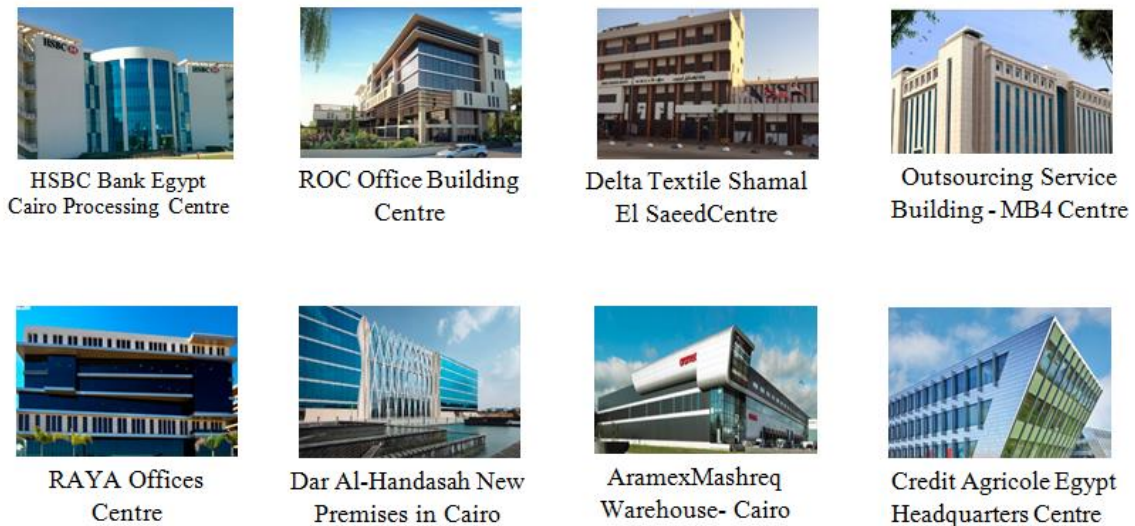 HSBC
HSBC
HSBC Bank Egypt
Cairo Processing Centre
ROC Office Building
Centre
Delta Textile Shamal
El SaeedCentre
Outsourcing Service
Building - MB4 Centre
RAYA Offices
Centre
Dar Al-Handasah New
Premises in Cairo
aramex
AramexMashreq
Warehouse- Cairo
Credit Agricole Egypt
Headquarters Centre